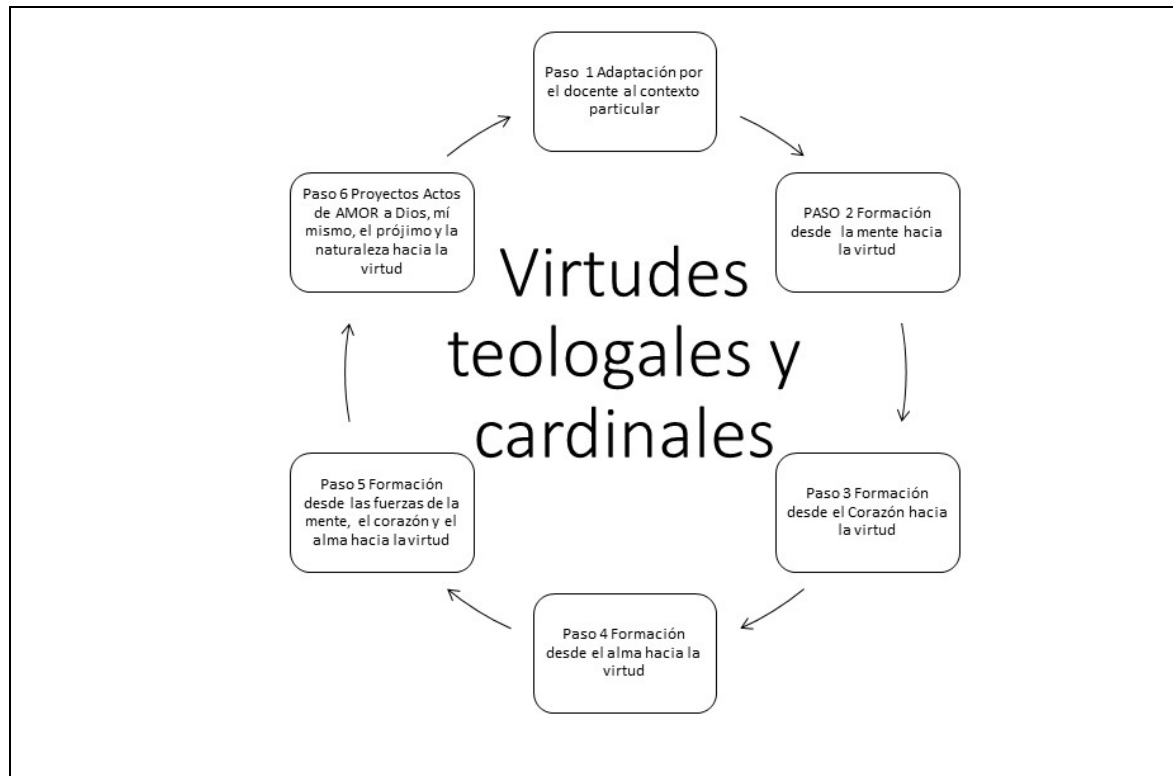 Paso 1 Adaptación por
el docente al contexto
particular
PASO 2 Formación
desde la mente hacia
la virtud
Paso 3 Formación
desde el Corazón hacia
la virtud
Paso 4 Formación
desde el alma hacia la
virtud
Paso 5 Formación
desde las fuerzas de la
mente, el corazón y el
alma hacia la virtud
Paso 6 Proyectos Actos
de AMOR a Dios, mí
mismo, el prójimo y la
naturaleza hacia la
virtud
Virtudes
teologales y
cardinales